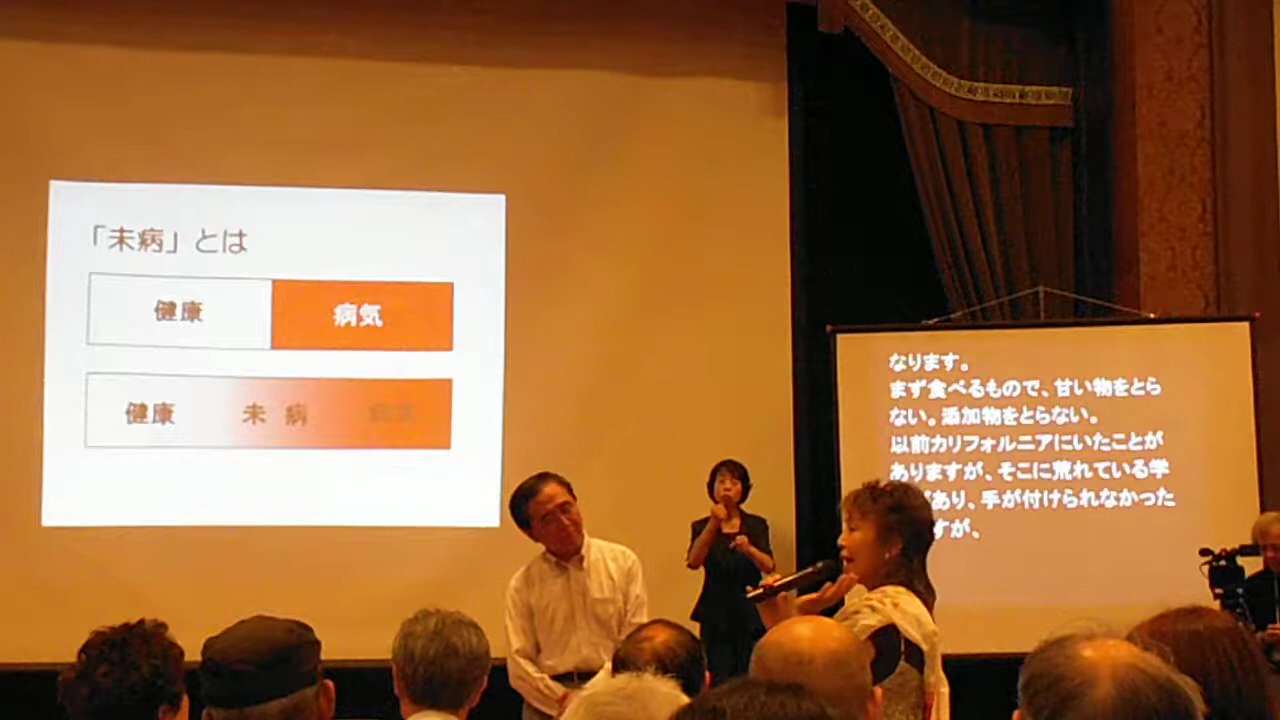 「未病」とは
健康 病気
健康 未 病
なります。
まず食べるもので、甘い物をとら
ない。添加物をとらない。
以前カリフォルニアにいたことが
ありますが、そこに荒れている学
あり、手が付けられなかった
すが、